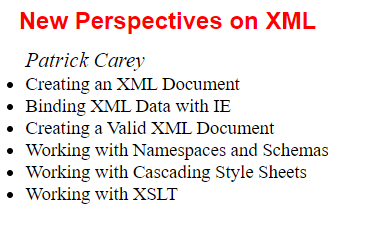 New Perspectives on XML
Patrick Carey
Creating an XML Document
Binding XML Data with IE
Creating a Valid XML Document
Working with Namespaces and Schemas
Working with Cascading Style Sheets
Working with XSLT